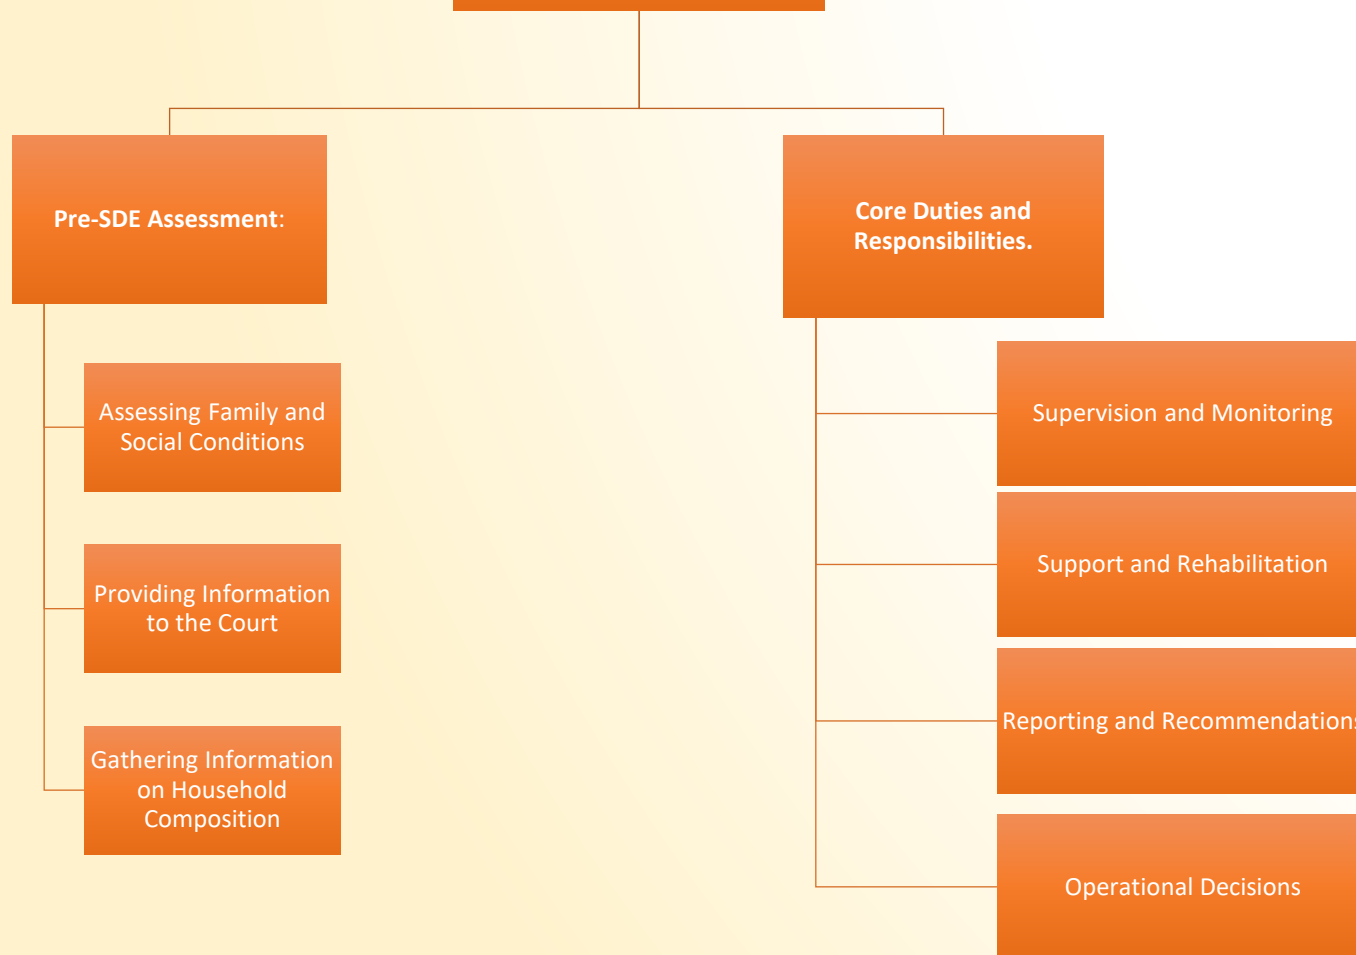 Pre-SDE Assessment:
Assessing Family and
Social Conditions
Providing Information
to the Court
Gathering Information
on Household
Composition
Core Duties and
Responsibilities.
Supervision and Monitoring
Support and Rehabilitation
Reporting and Recommendations
Operational Decisions